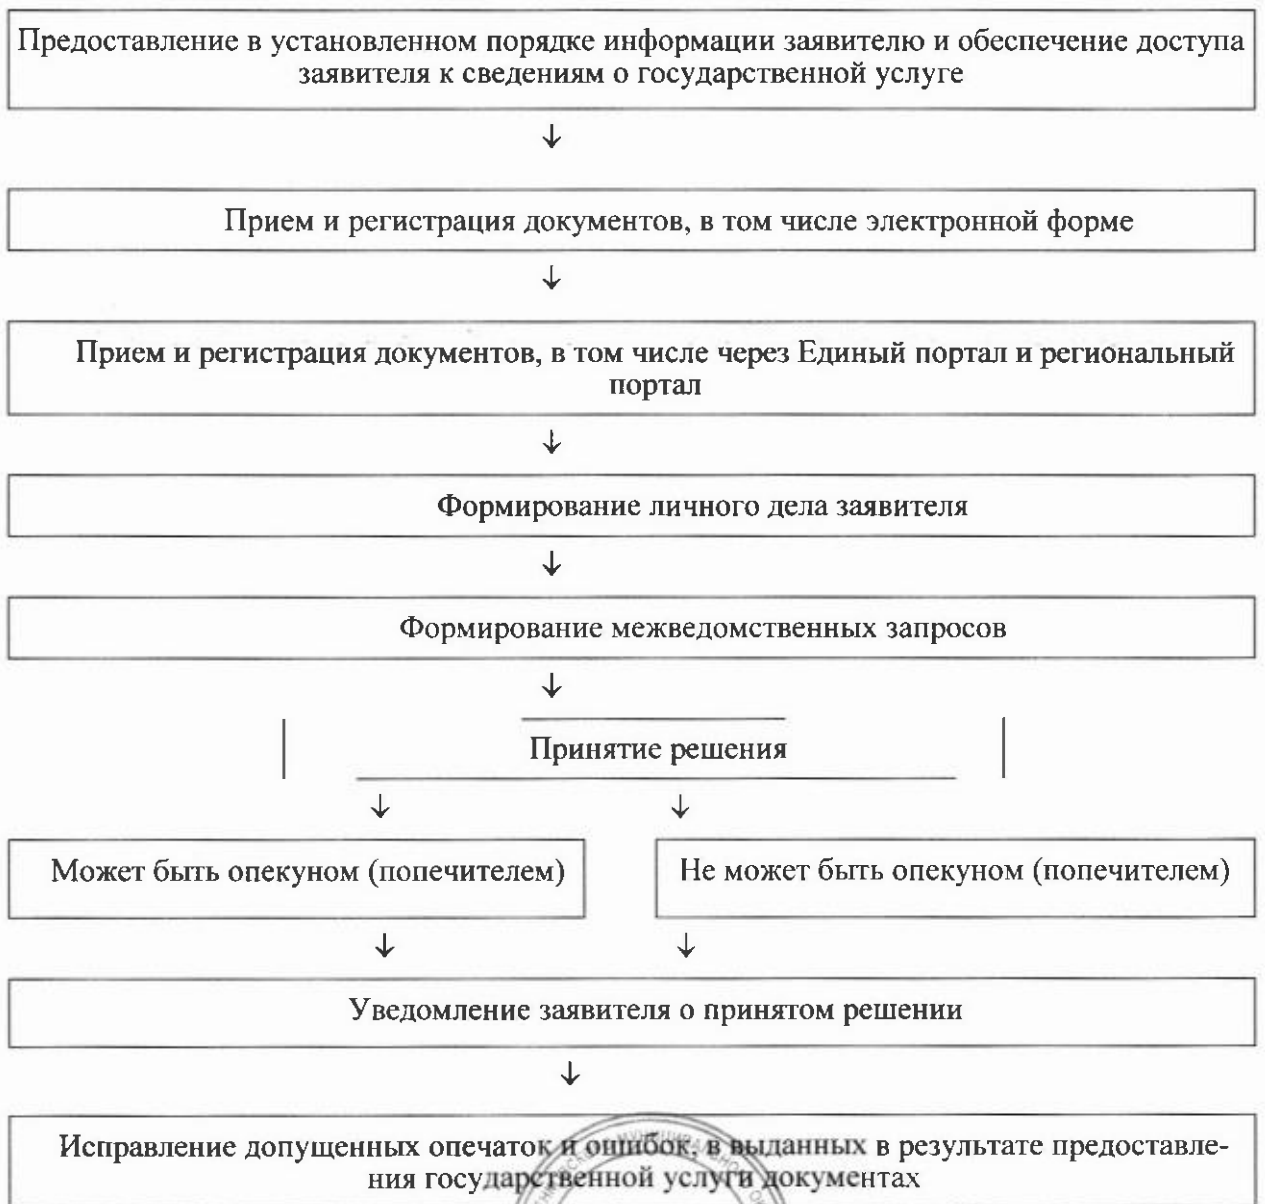 Предоставление в установленном порядке информации заявителю и обеспечение доступа
заявителя к сведениям о государственной услуге
Прием и регистрация документов, в том числе электронной форме
Прием и регистрация документов, в том числе через Единый портал и региональный
портал
Формирование личного дела заявителя
Формирование межведомственных запросов
Принятие решения
Может быть опекуном (попечителем)
Не может быть опекуном (попечителем)
Уведомление заявителя о принятом решении
Исправление допущенных опечаток и ошибок, в выданных в результате предоставле-
ния государственной услуги документах